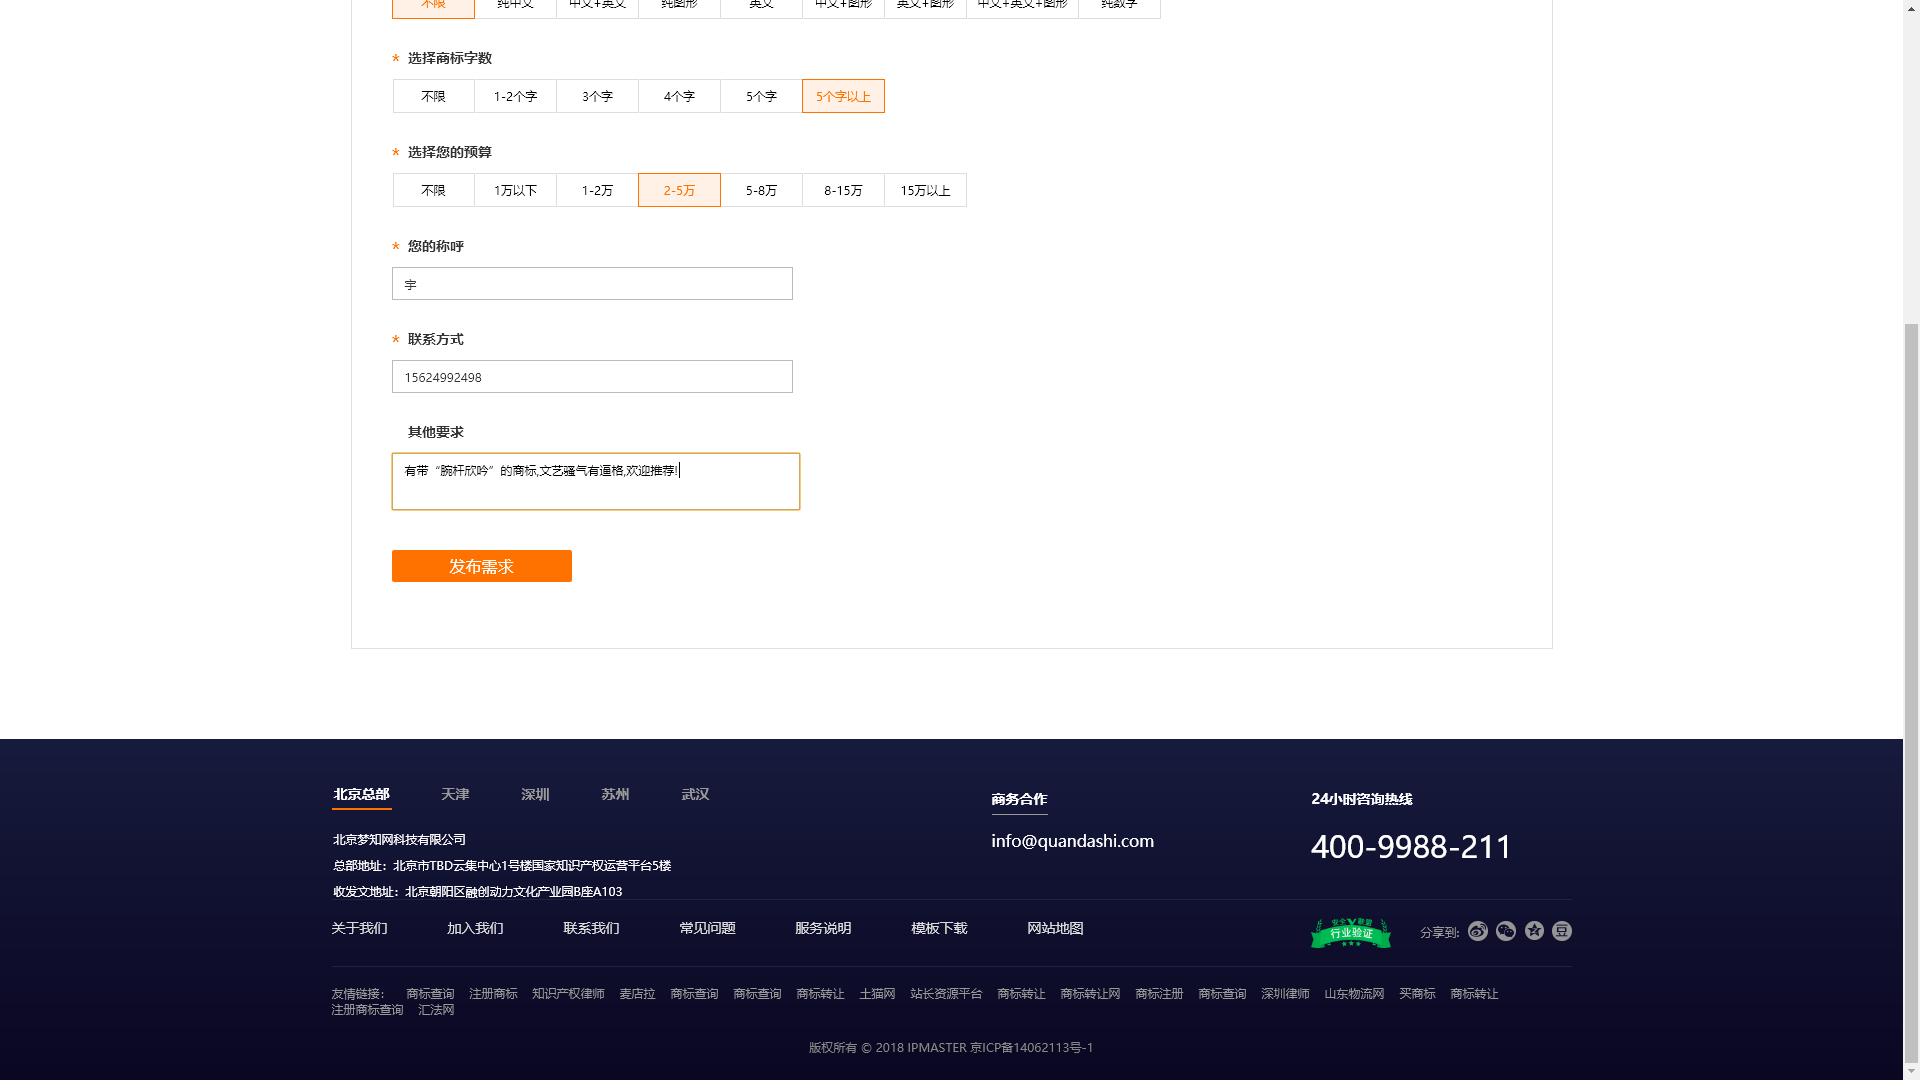 不限 纯中文 中文+英文 纯图形 英文 中文+图形 英文+图形 中文+英文+图形 纯数字
* 选择商标字数
不限 1-2个字 3个字 4个字 5个字 5个字以上
* 选择您的预算
不限 1万以下 1-2万 2-5万 5-8万 8-15万 15万以上
* 您的称呼
宇
* 联系方式
15624992498
其他要求
有带“腕杆欣吟”的商标,文艺骚气有逼格,欢迎推荐!
发布需求
北京总部 天津 深圳 苏州 武汉
商务合作
24小时咨询热线
北京梦知网科技有限公司
info@quandashi.com
400-9988-211
总部地址：北京市TBD云集中心1号楼国家知识产权运营平台5楼
收发文地址：北京朝阳区融创动力文化产业园B座A103
关于我们 加入我们 联系我们 常见问题 服务说明 模板下载 网站地图
安全联盟
行业验证
分享到:
豆
友情链接： 商标查询 注册商标 知识产权律师 麦店拉 商标查询 商标查询 商标转让 土猫网 站长资源平台 商标转让 商标转让网 商标注册 商标查询 深圳律师 山东物流网 买商标 商标转让
注册商标查询 汇法网
版权所有 © 2018 IPMASTER 京ICP备14062113号-1